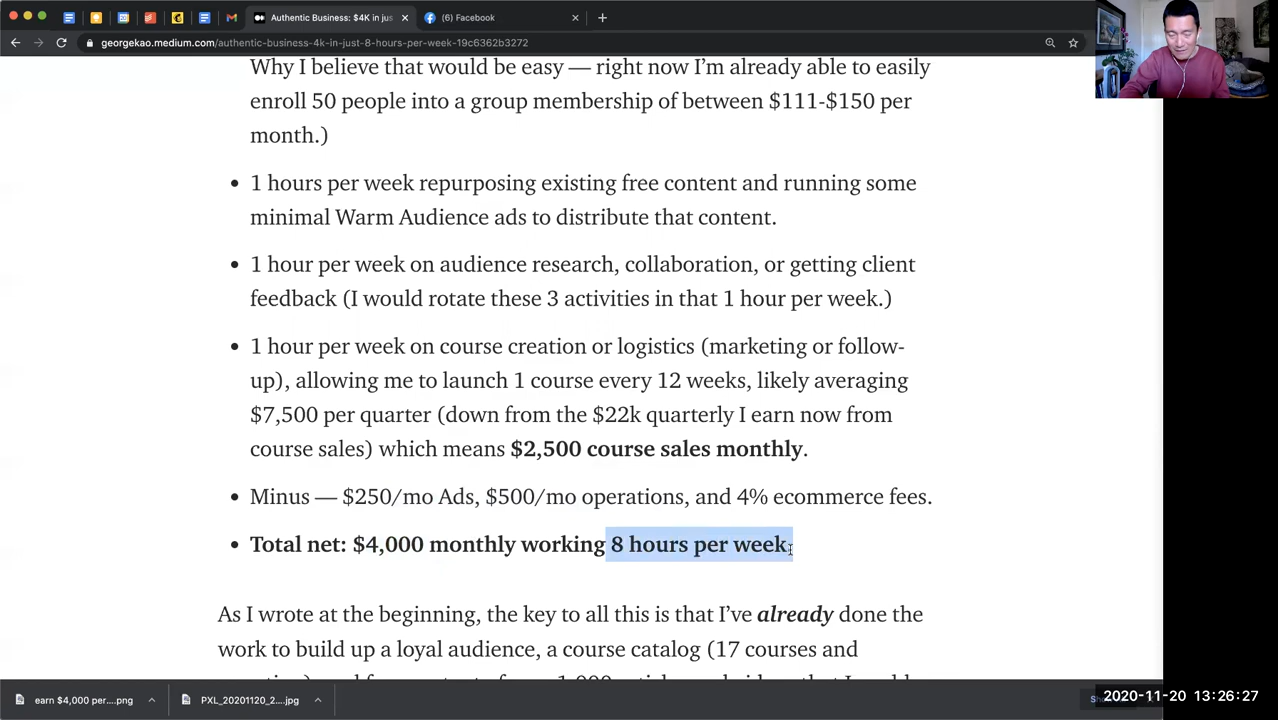 Authentic Business: $4K in jus
(6) Facebook
georgekao.medium.com/authentic-business-4k-in-just-8-hours-per-week-19c6362b3272
Why I believe that would be easy — right now I’m already able to easily
enroll 50 people into a group membership of between $111-$150 per
month.)
• 1 hours per week repurposing existing free content and running some
minimal Warm Audience ads to distribute that content.
• 1 hour per week on audience research, collaboration, or getting client
feedback (I would rotate these 3 activities in that 1 hour per week.)
• 1 hour per week on course creation or logistics (marketing or follow-
up), allowing me to launch 1 course every 12 weeks, likely averaging
$7,500 per quarter (down from the $22k quarterly I earn now from
course sales) which means $2,500 course sales monthly.
• Minus — $250/mo Ads, $500/mo operations, and 4% ecommerce fees.
• Total net: $4,000 monthly working 8 hours per week.
As I wrote at the beginning, the key to all this is that I’ve already done the
work to build up a loyal audience, a course catalog (17 courses and
earn $4,000 per....png
PXL_20201120_2....jpg
2020-11-20 13:26:27